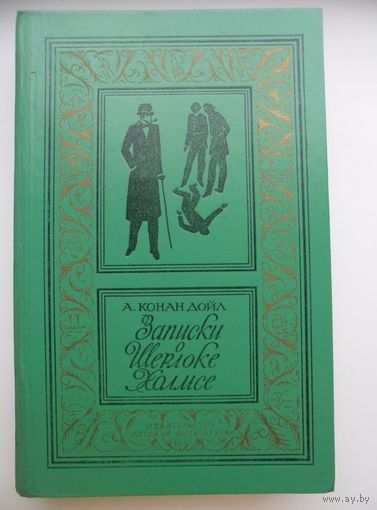 А. КОНАН ДОЙЛ
Записки
о
Шерлоке
Холмсе
ИЗДАТЕЛЬСТВО
"ДЕТСКАЯ ЛИТЕРАТУРА"
www.ay.by